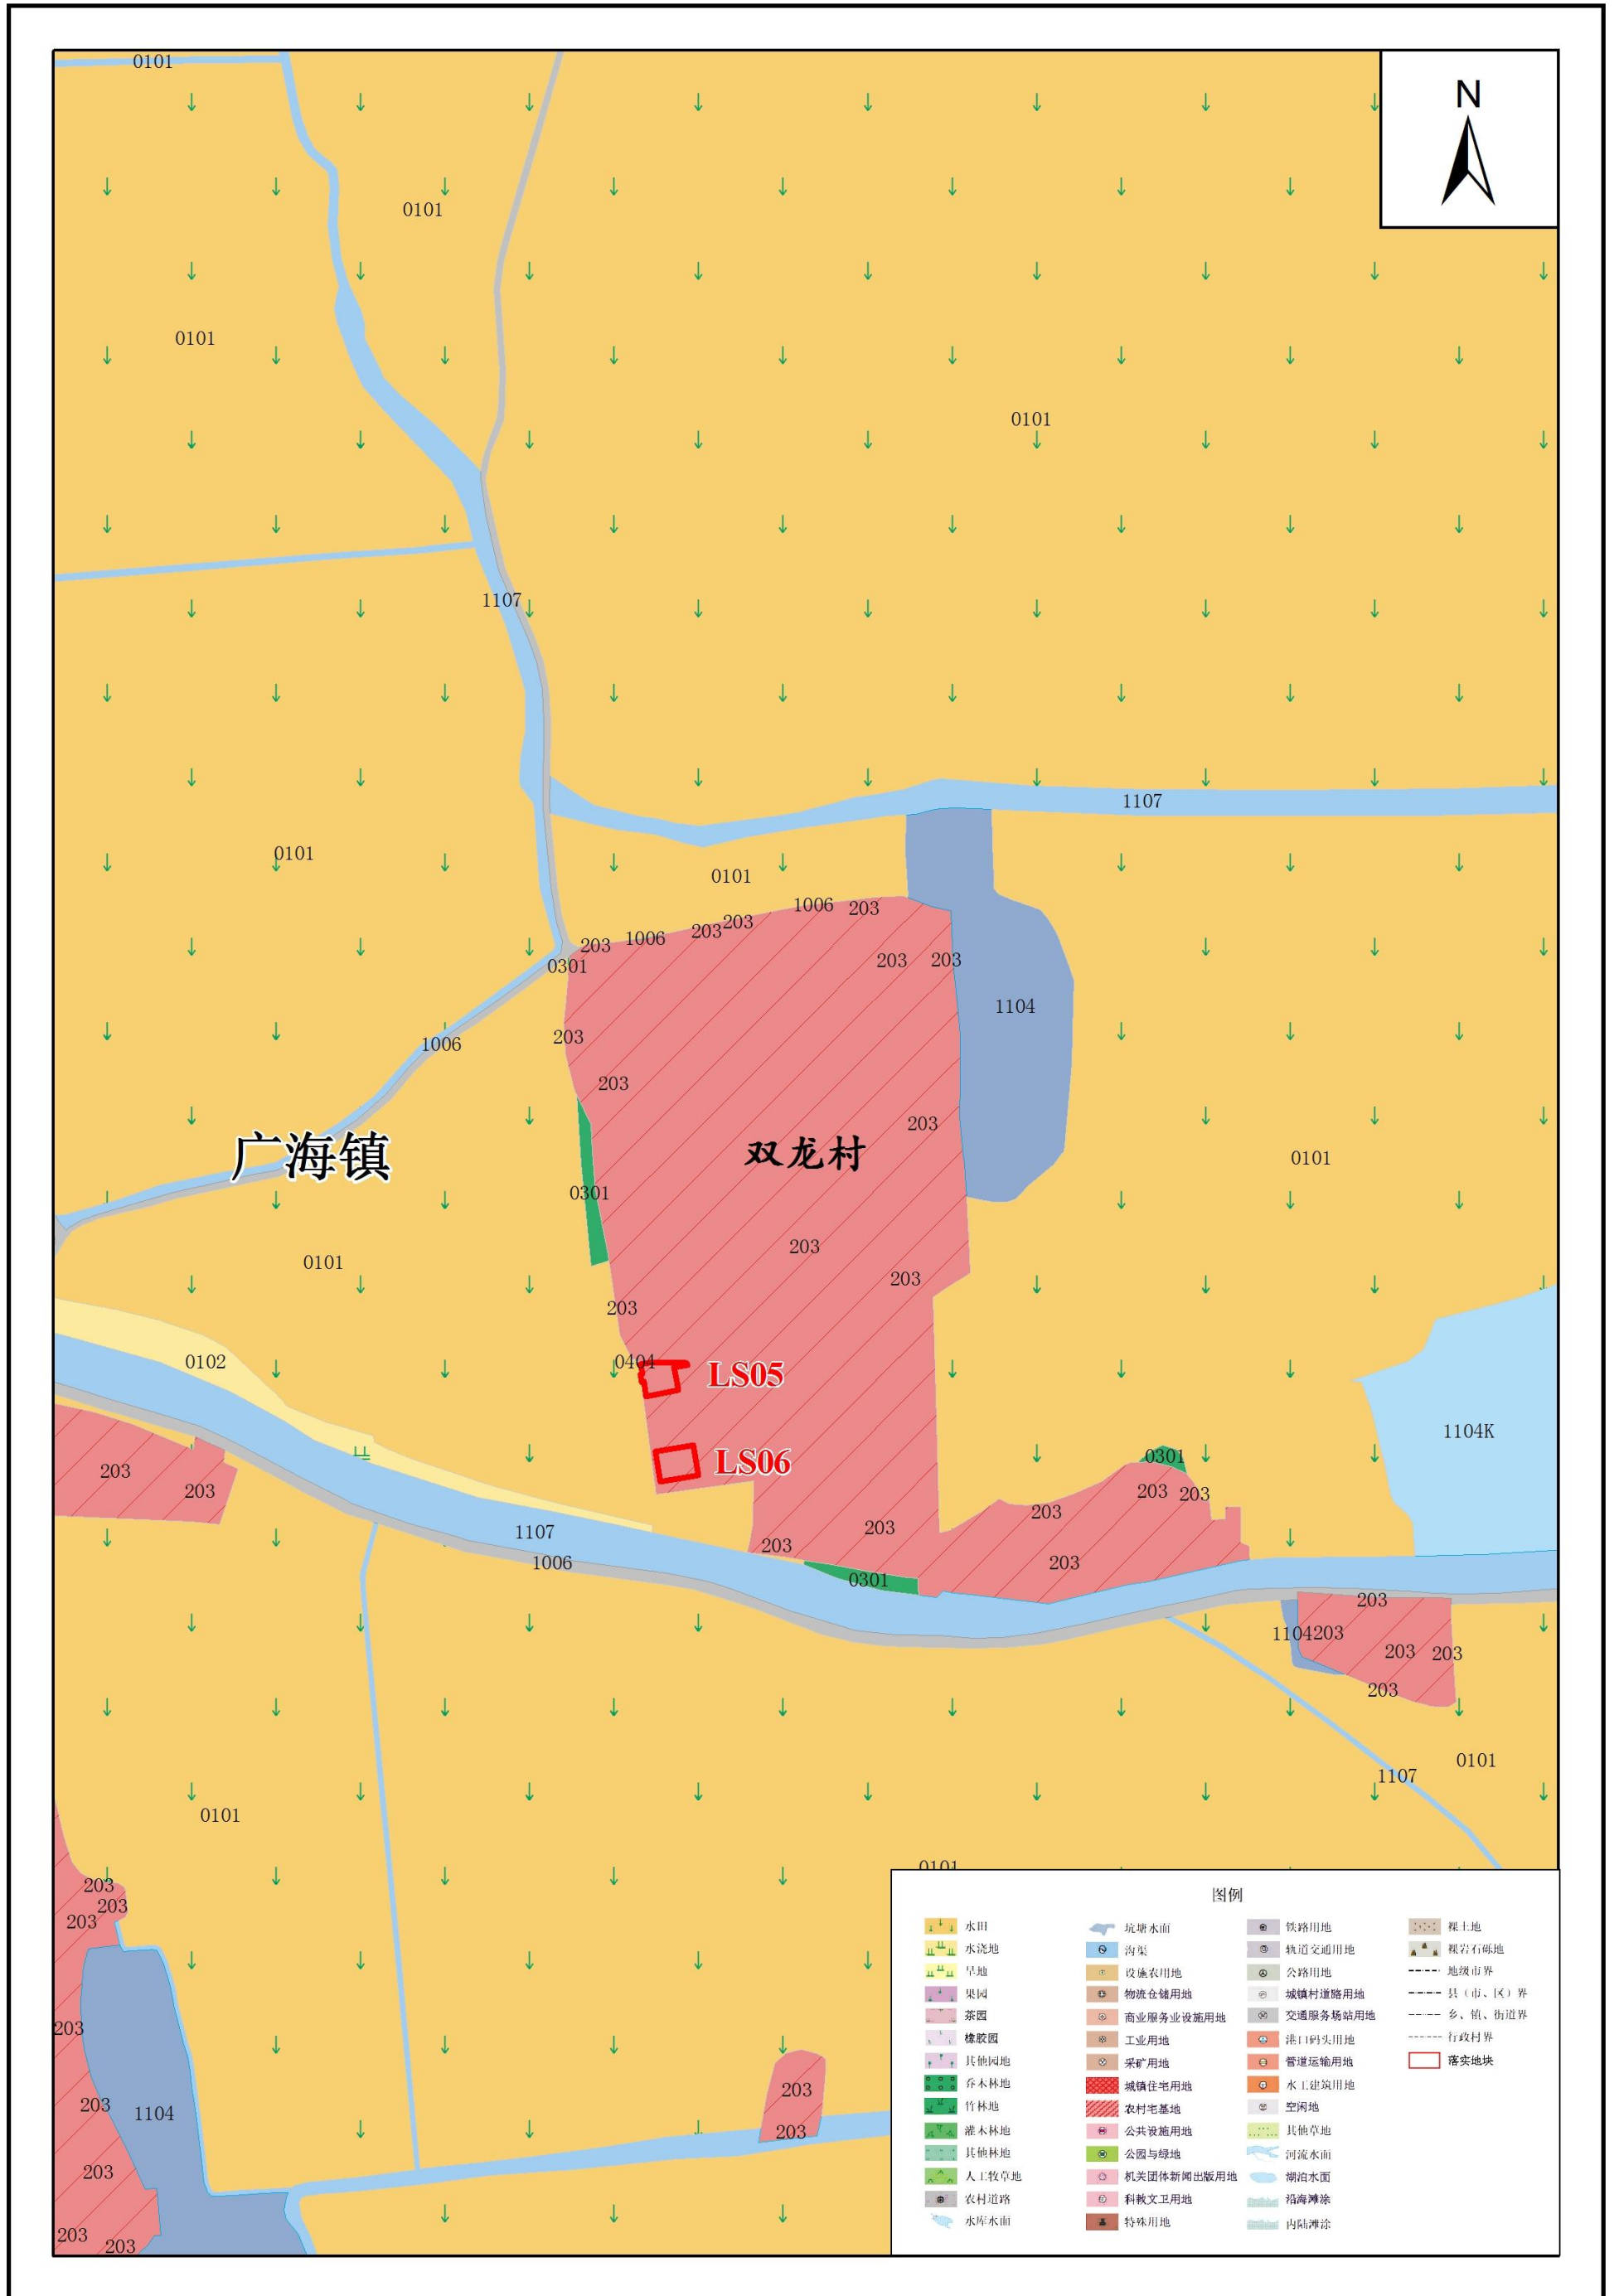 0101
N
0101
0101
0101
1107
1107
0101
0101
1006 203
203
203
1006
203
0301
203 203
1104
203
1006
203
203
广海镇
双龙村
0101
0301
203
0101
203
203
0102
0404
LS05
1104K
LS06
0301
203
203
203 203
203
203
1107
203
1006
203
0301
203
1104203
203 203
203
0101
1107
0101
0101
203
203
203
203
203
1104
203
203
203
203
203
203
图例
水田
坑塘水面
铁路用地
裸土地
水浇地
沟渠
轨道交通用地
裸岩石砾地
旱地
设施农用地
公路用地
地级市界
果园
物流仓储用地
城镇村道路用地
县（市、区）界
茶园
商业服务业设施用地
交通服务场站用地
乡、镇、街道界
橡胶园
工业用地
港口码头用地
行政村界
其他园地
采矿用地
管道运输用地
落实地块
乔木林地
城镇住宅用地
水工建筑用地
竹林地
农村宅基地
空闲地
灌木林地
公共设施用地
其他草地
其他林地
公园与绿地
河流水面
人工牧草地
机关团体新闻出版用地
湖泊水面
农村道路
科教文卫用地
沿海滩涂
水库水面
特殊用地
内陆滩涂